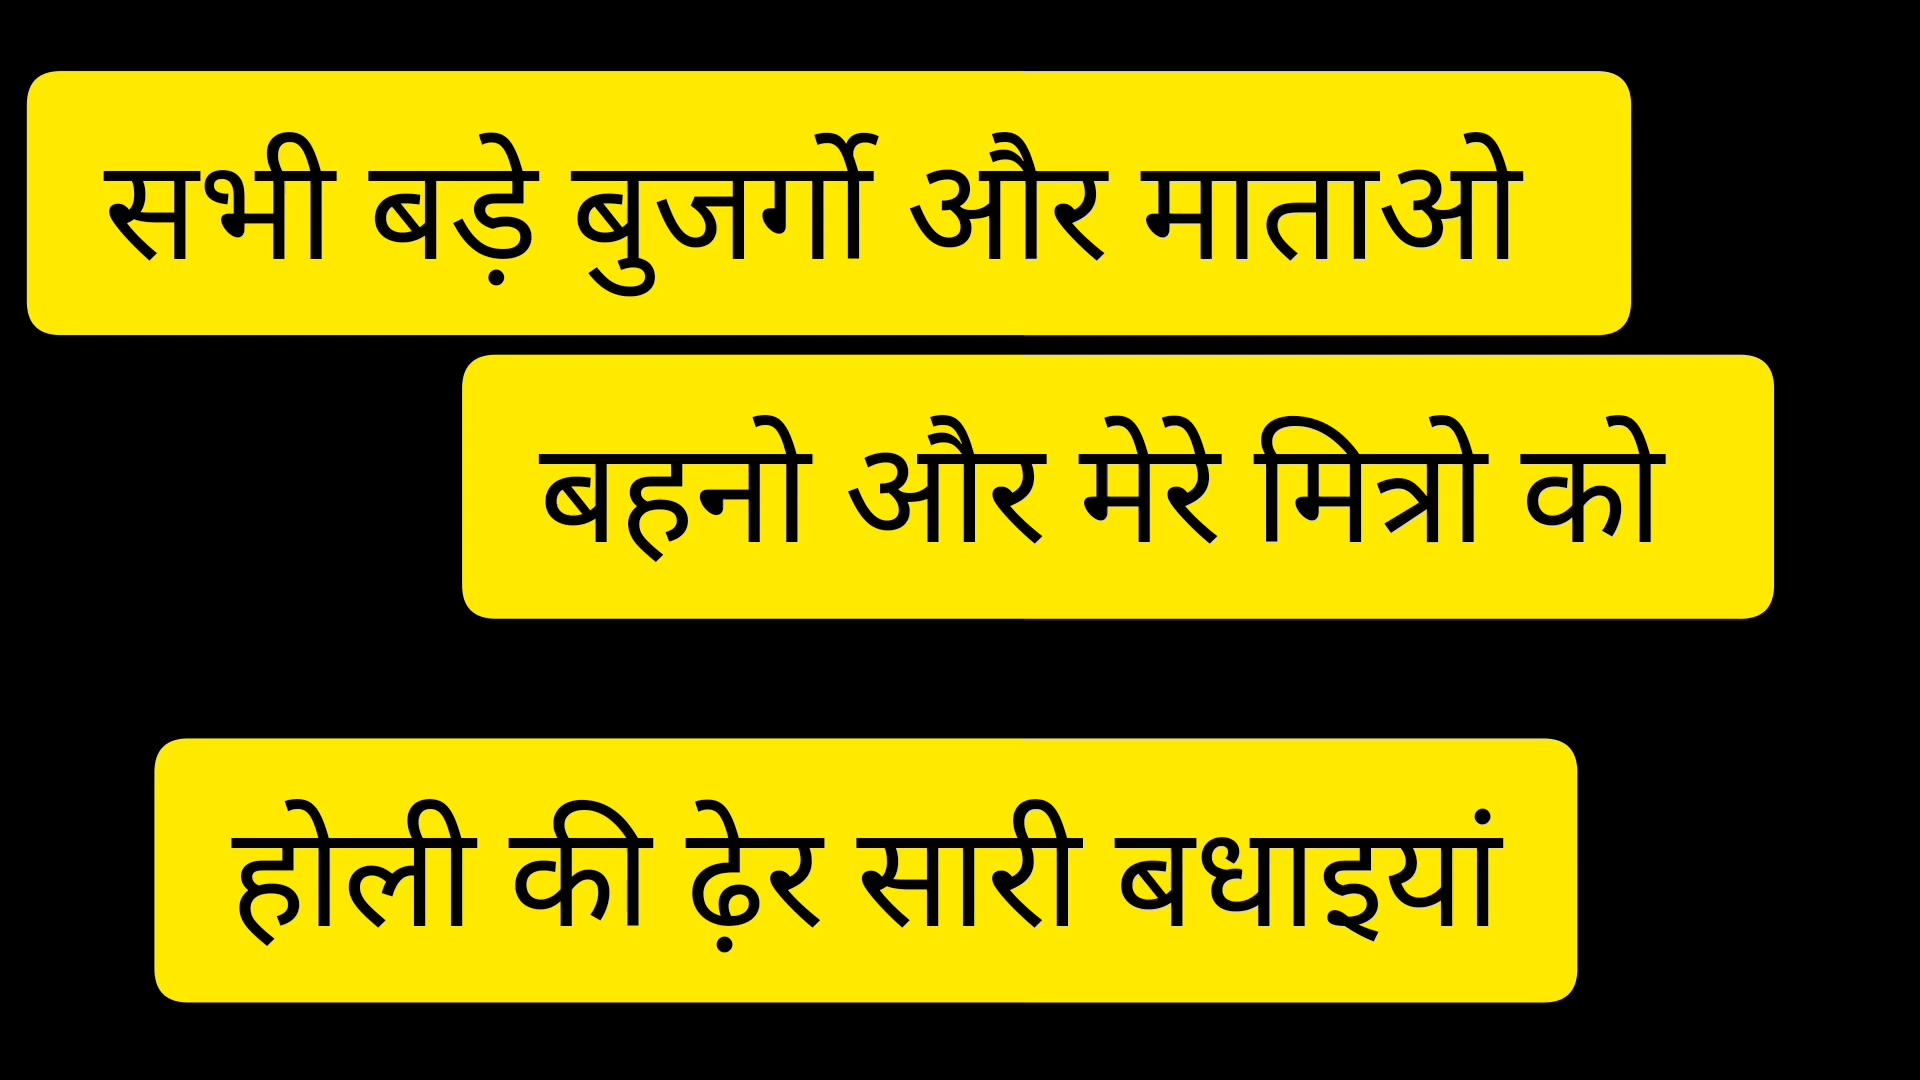 सभी बड़े बुजर्गो और माताओ
बहनो और मेरे मित्रो को
होली की ढ़ेर सारी बधाइयां